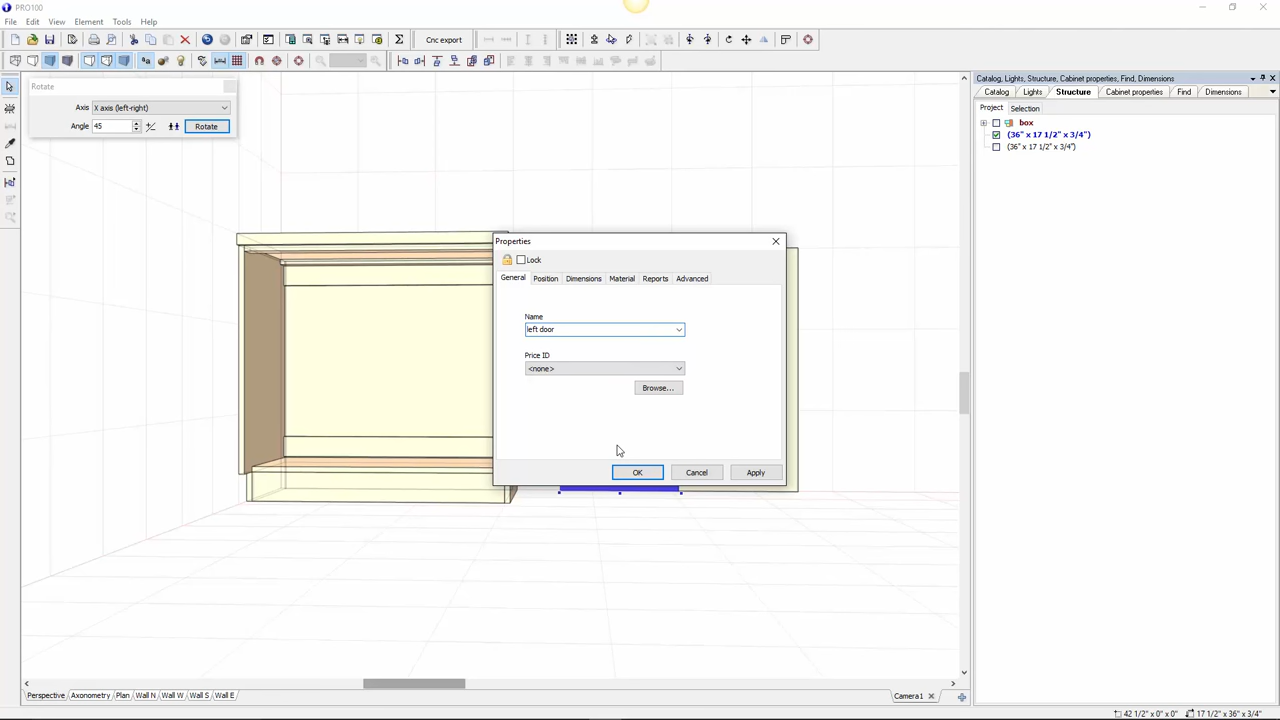 PRO100
File Edit View Element Tools Help
Cnc export
Rotate
Axis X axis (left-right)
Angle 45 Rotate
Catalog, Lights, Structure, Cabinet properties, Find, Dimensions
Catalog Lights Structure Cabinet properties Find Dimensions
Project Selection
box
(36" x 17 1/2" x 3/4")
(36" x 17 1/2" x 3/4")
Properties
Lock
General Position Dimensions Material Reports Advanced
Name
left door
Price ID
<none>
Browse...
OK Cancel Apply
Perspective Axonometry Plan Wall N Wall W Wall S Wall E
Camera1
42 1/2" x 0" x 0" 17 1/2" x 36" x 3/4"